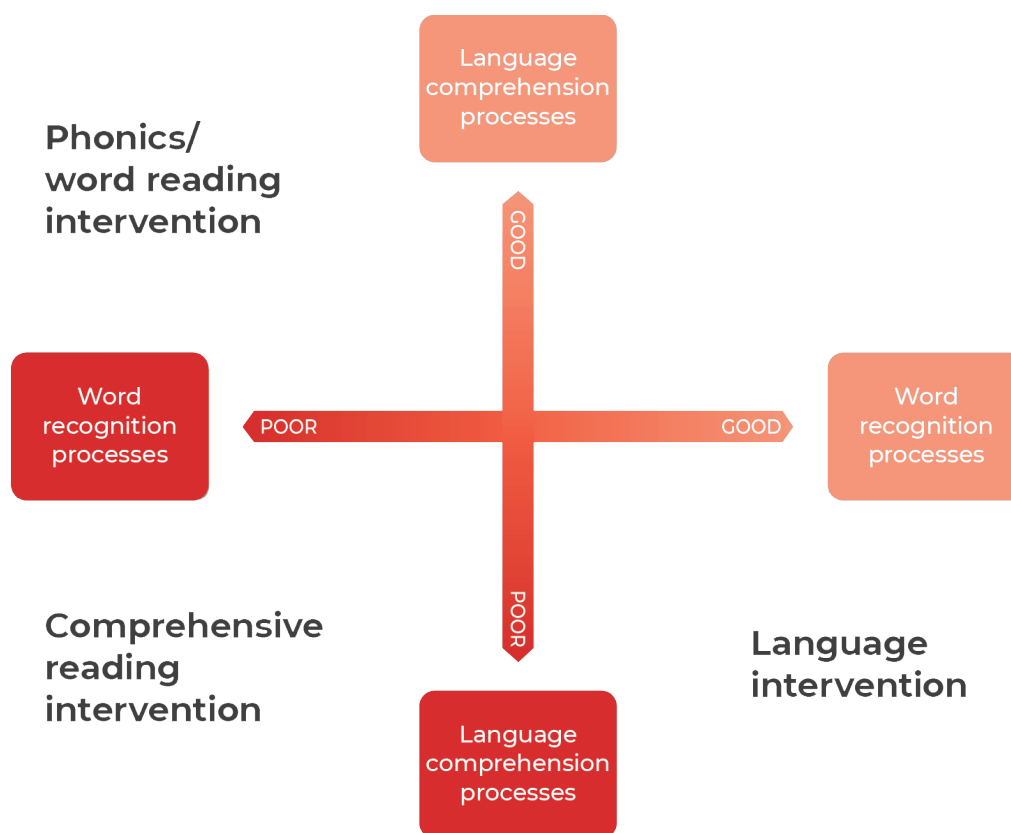 Language
comprehension
processes
Phonics/
word reading
intervention
GOOD
Word
recognition
processes
POOR
GOOD
Word
recognition
processes
POOR
Comprehensive
reading
intervention
Language
intervention
Language
comprehension
processes